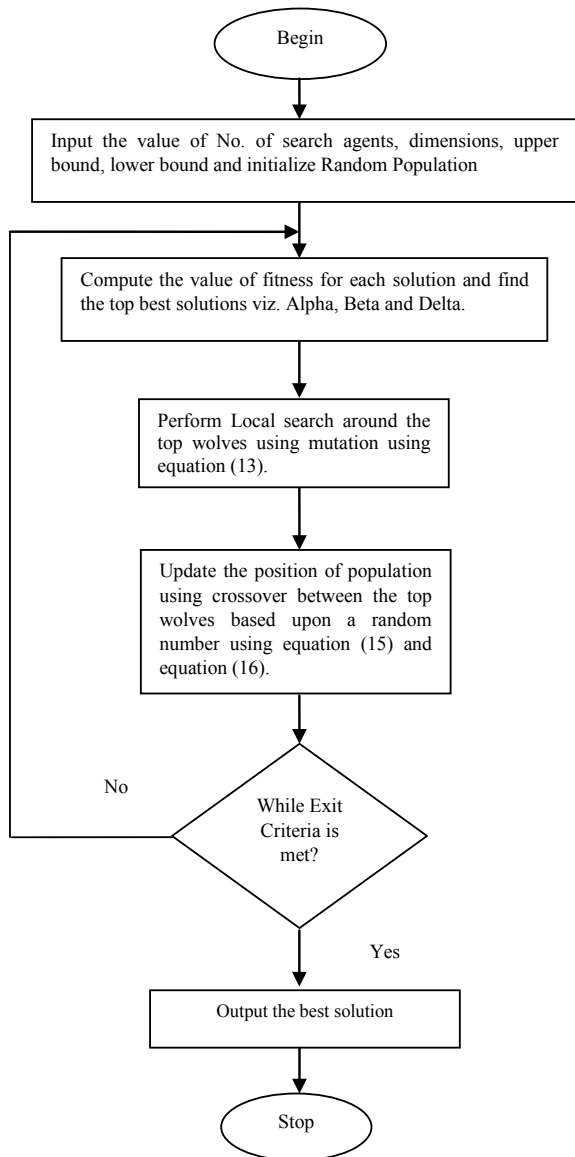 Begin
Input the value of No. of search agents, dimensions, upper
bound, lower bound and initialize Random Population
Compute the value of fitness for each solution and find
the top best solutions viz. Alpha, Beta and Delta.
Perform Local search around the
top wolves using mutation using
equation (13).
Update the position of population
using crossover between the top
wolves based upon a random
number using equation (15) and
equation (16).
No
While Exit
Criteria is
met?
Yes
Output the best solution
Stop